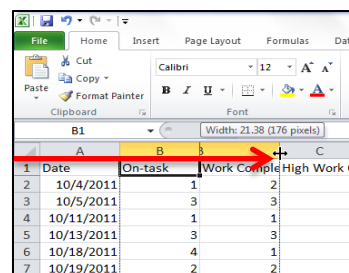 File Home Insert Page Layout Formulas Dat
Cut
Calibri 12 A A
Copy
Paste
Format Painter
B I U A
Clipboard Font
B1 Width: 21.38 (176 pixels)
A B B C
1 Date On-task Work Comple High Work
2 10/4/2011 1 2
3 10/5/2011 3 3
4 10/11/2011 1 1
5 10/13/2011 3 3
6 10/18/2011 4 1
7 10/19/2011 2 2